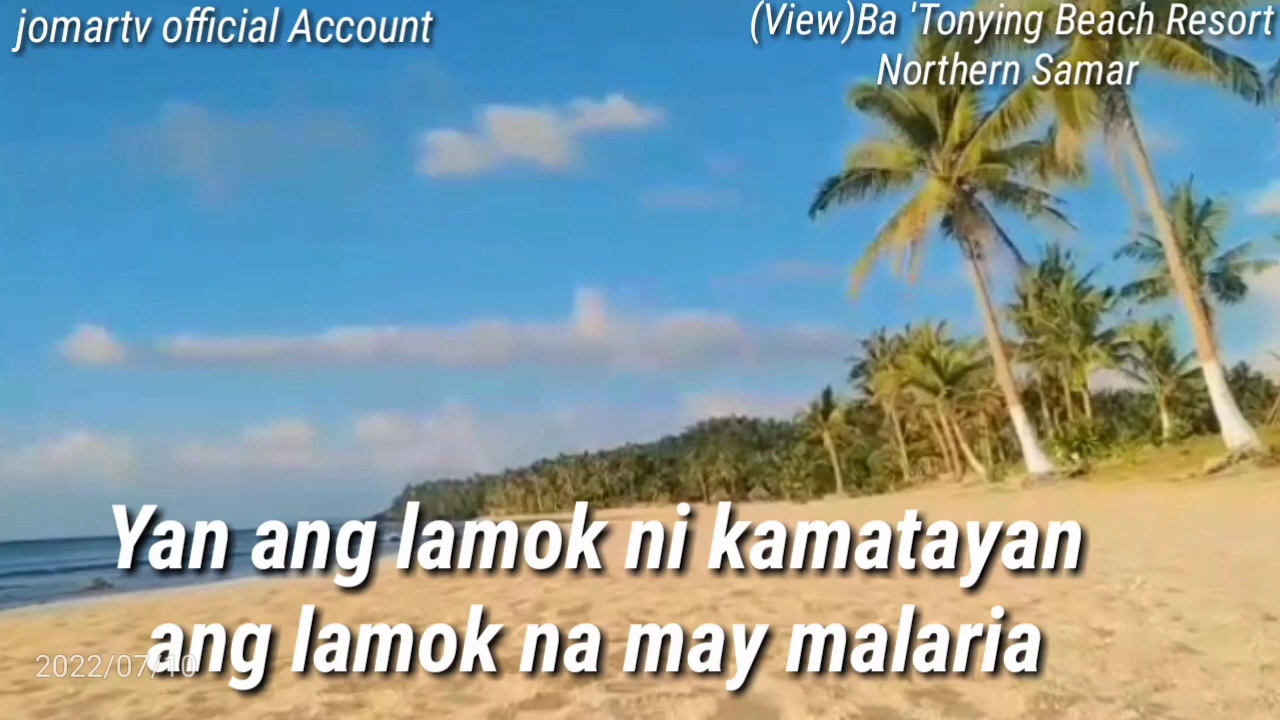 jomartv official Account
(View)Ba 'Tonying Beach Resort
Northern Samar
Yan ang lamok ni kamatayan
ang lamok na may malaria
2022/07/10